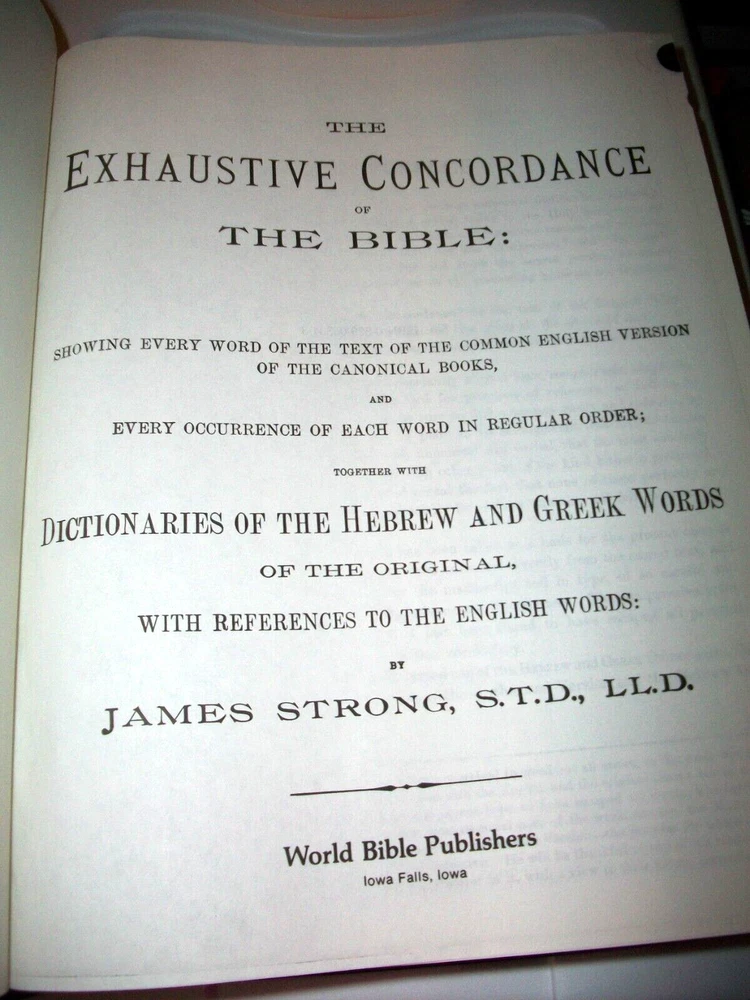 THE
EXHAUSTIVE CONCORDANCE
OF
THE BIBLE:
SHOWING EVERY WORD OF THE TEXT OF THE COMMON ENGLISH VERSION
OF THE CANONICAL BOOKS,
AND
EVERY OCCURRENCE OF EACH WORD IN REGULAR ORDER;
TOGETHER WITH
DICTIONARIES OF THE HEBREW AND GREEK WORDS
OF THE ORIGINAL,
WITH REFERENCES TO THE ENGLISH WORDS:
BY
JAMES STRONG, S.T.D., LL.D.
World Bible Publishers
Iowa Falls, Iowa